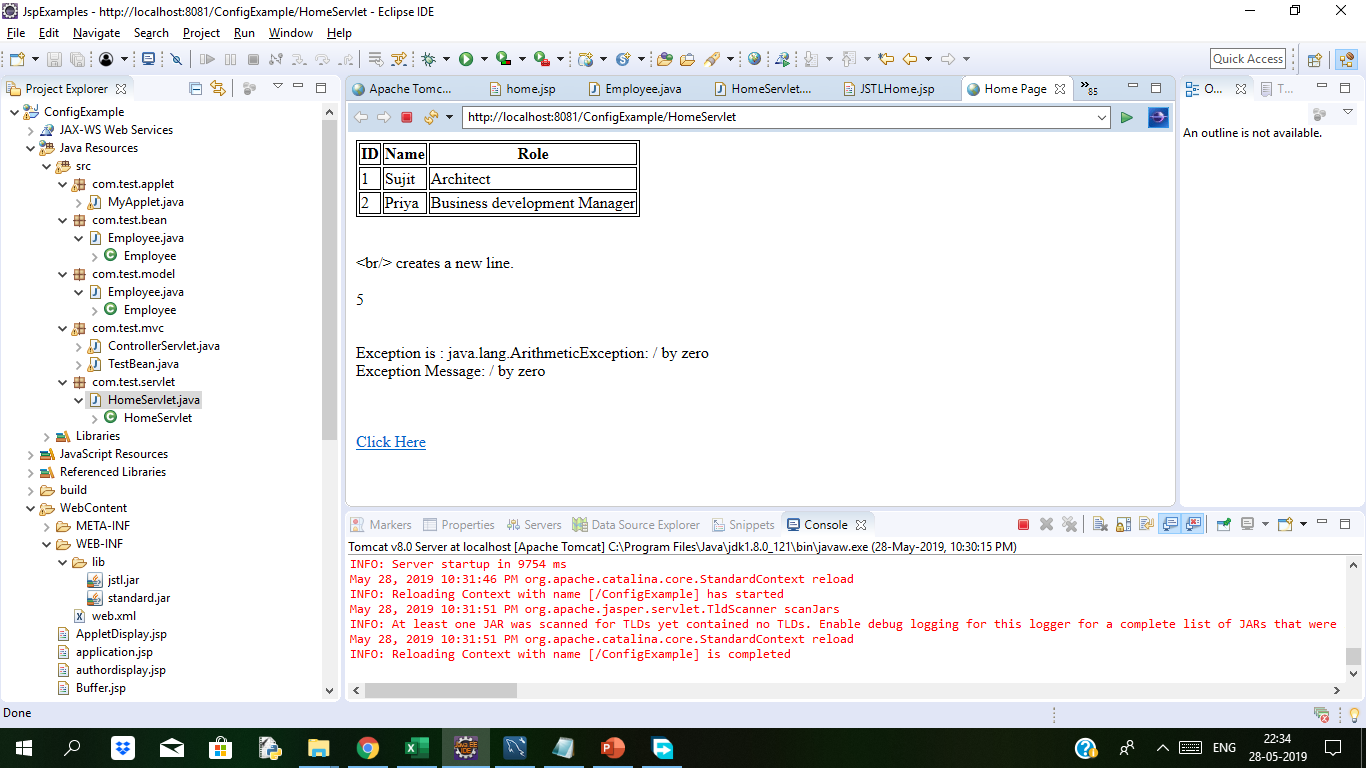 JspExamples - http://localhost:8081/ConfigExample/HomeServlet - Eclipse IDE
File Edit Navigate Search Project Run Window Help
Quick Access
Project Explorer
ConfigExample
JAX-WS Web Services
Java Resources
src
com.test.applet
MyApplet.java
com.test.bean
Employee.java
Employee
com.test.model
Employee.java
Employee
com.test.mvc
ControllerServlet.java
TestBean.java
com.test.servlet
HomeServlet.java
HomeServlet
Libraries
JavaScript Resources
Referenced Libraries
build
WebContent
META-INF
WEB-INF
lib
jstl.jar
standard.jar
web.xml
AppletDisplay.jsp
application.jsp
authordisplay.jsp
Buffer.jsp
Apache Tomc... home.jsp Employee.java HomeServlet.... JSTLHome.jsp Home Page »85
http://localhost:8081/ConfigExample/HomeServlet
ID Name Role
1 Sujit Architect
2 Priya Business development Manager
<br/> creates a new line.
5
Exception is : java.lang.ArithmeticException: / by zero
Exception Message: / by zero
Click Here
O... T...
An outline is not available.
Markers Properties Servers Data Source Explorer Snippets Console
Tomcat v8.0 Server at localhost [Apache Tomcat] C:\Program Files\Java\jdk1.8.0_121\bin\javaw.exe (28-May-2019, 10:30:15 PM)
INFO: Server startup in 9754 ms
May 28, 2019 10:31:46 PM org.apache.catalina.core.StandardContext reload
INFO: Reloading Context with name [/ConfigExample] has started
May 28, 2019 10:31:51 PM org.apache.jasper.servlet.TldScanner scanJars
INFO: At least one JAR was scanned for TLDs yet contained no TLDs. Enable debug logging for this logger for a complete list of JARs that were
May 28, 2019 10:31:51 PM org.apache.catalina.core.StandardContext reload
INFO: Reloading Context with name [/ConfigExample] is completed
Done
ENG
22:34
28-05-2019